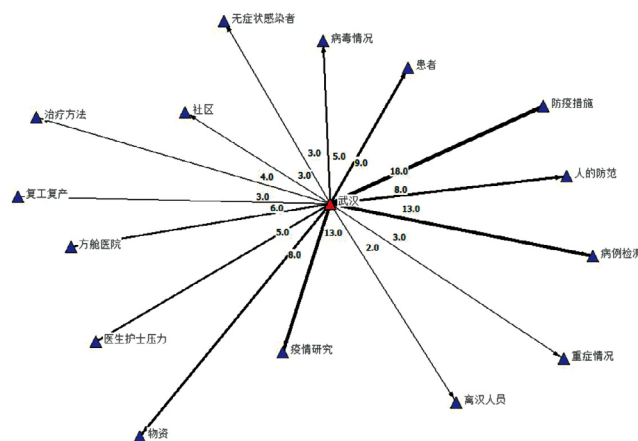 无症状感染者
病毒情况
患者
防疫措施
社区
治疗方法
3.0
5.0
9.0
18.0
人的防范
4.0
3.0
8.0
复工复产
3.0
武汉
6.0
13.0
方舱医院
5.0
13.0
3.0
病例检测
8.0
2.0
医生护士压力
疫情研究
重症情况
离汉人员
物资